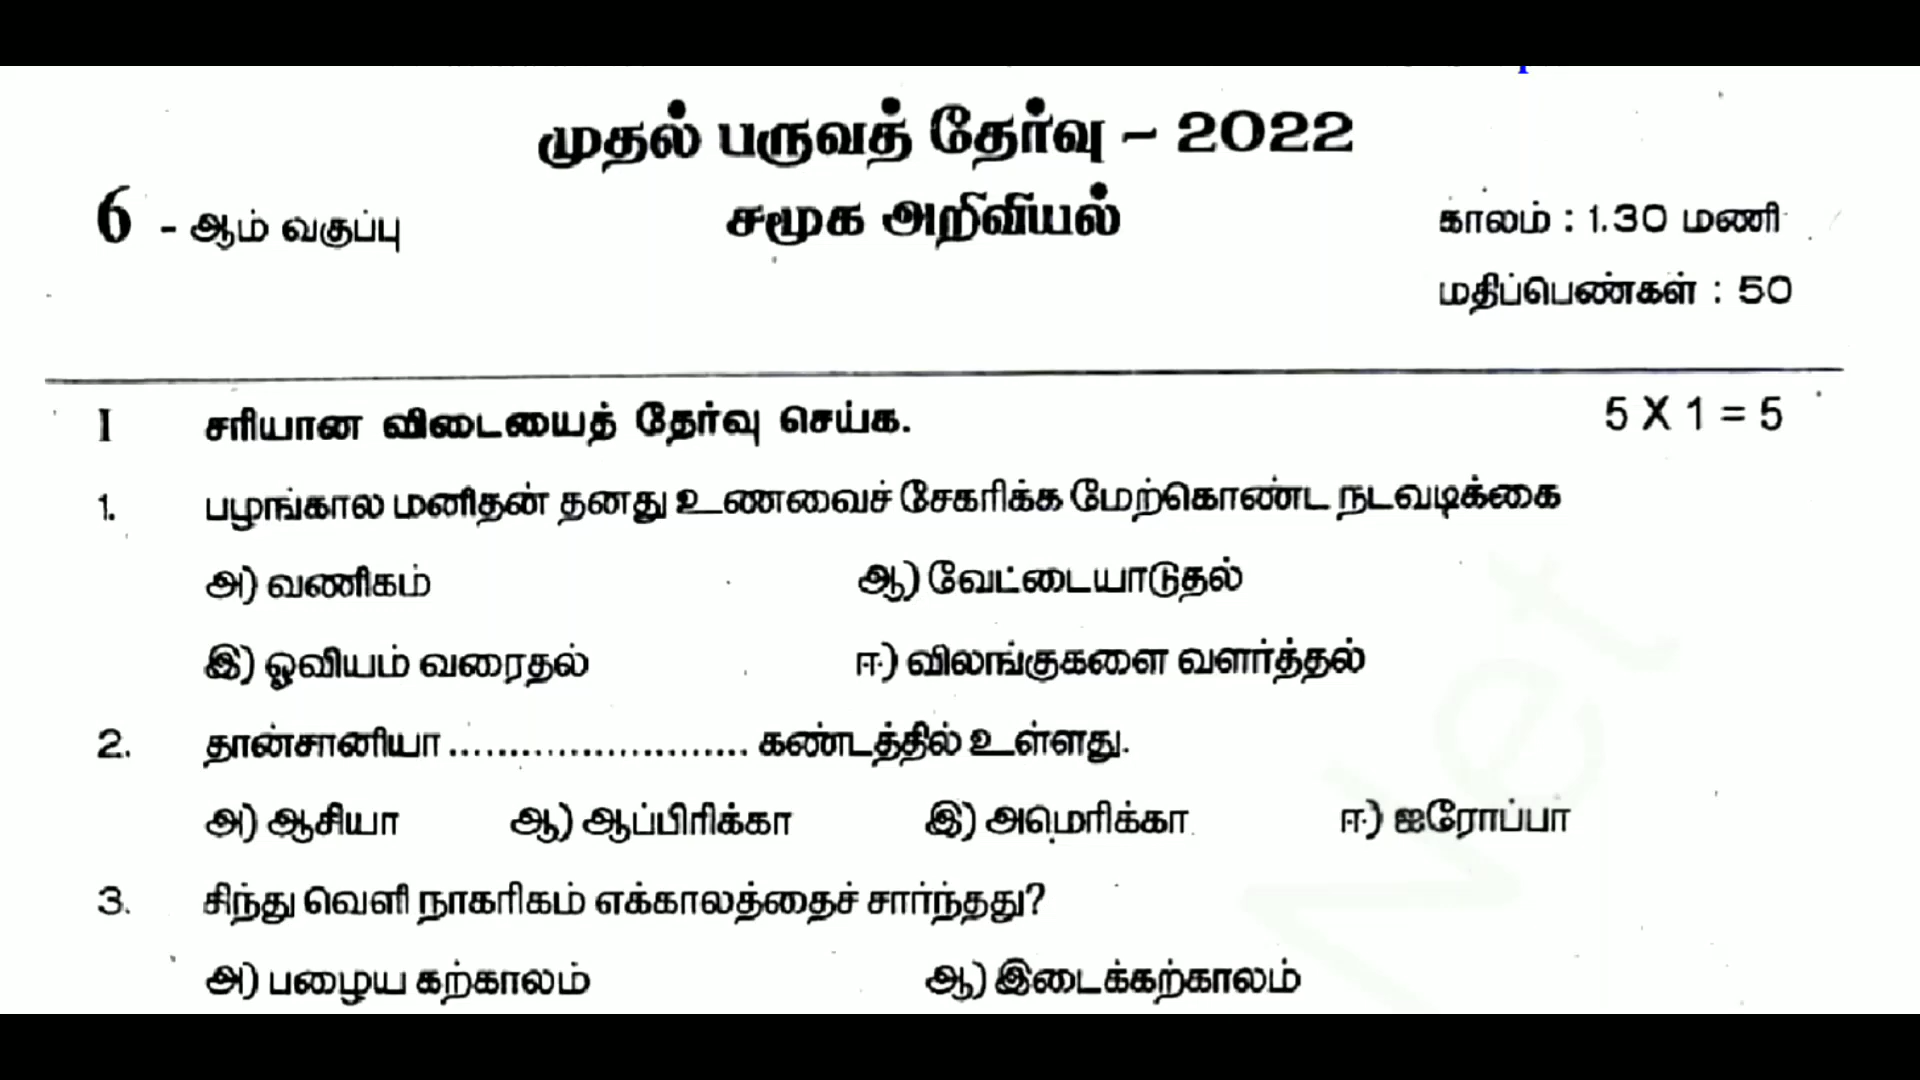 முதல் பருவத் தேர்வு – 2022
6 - ஆம் வகுப்பு சமூக அறிவியல் காலம் : 1.30 மணி
மதிப்பெண்கள் : 50
I சரியான விடையைத் தேர்வு செய்க. 5 X 1 = 5
1. பழங்கால மனிதன் தனது உணவைச் சேகரிக்க மேற்கொண்ட நடவடிக்கை
அ) வணிகம் ஆ) வேட்டையாடுதல்
இ) ஓவியம் வரைதல் ஈ) விலங்குகளை வளர்த்தல்
2. தான்சானியா ......................... கண்டத்தில் உள்ளது.
அ) ஆசியா ஆ) ஆப்பிரிக்கா இ) அமெரிக்கா ஈ) ஐரோப்பா
3. சிந்து வெளி நாகரிகம் எக்காலத்தைச் சார்ந்தது?
அ) பழைய கற்காலம் ஆ) இடைக்கற்காலம்